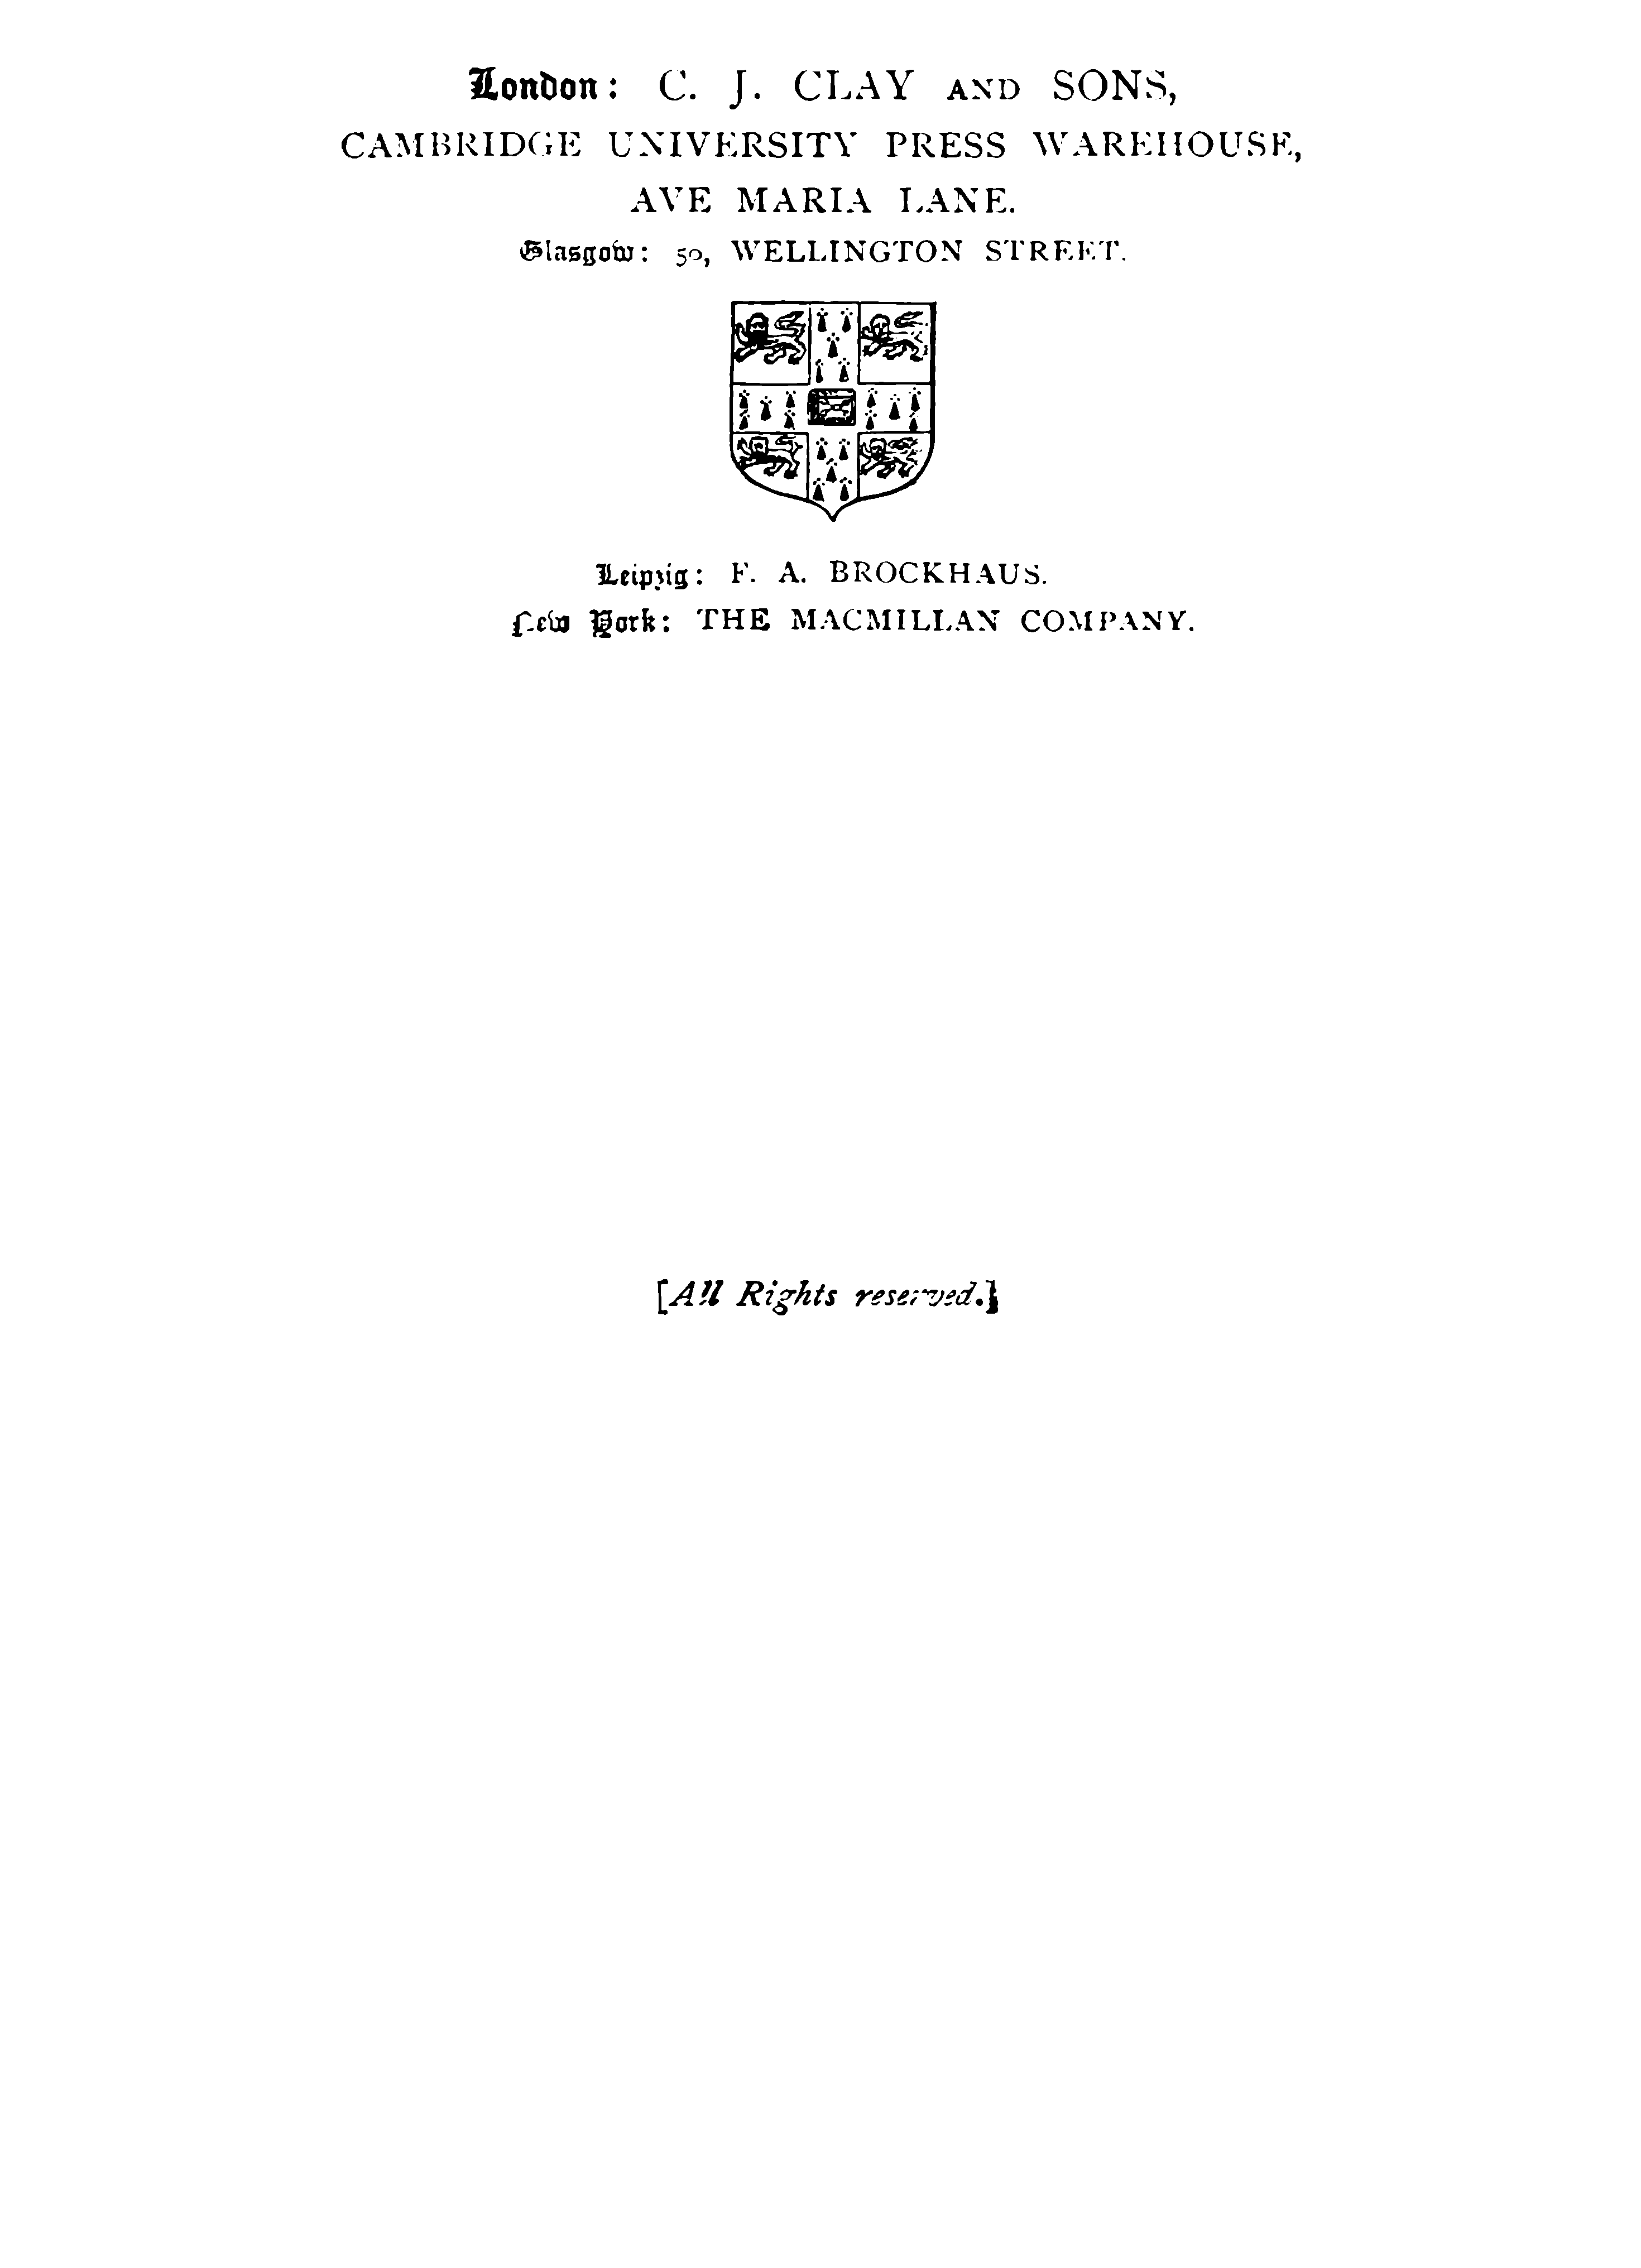 London: C. J. CLAY AND SONS,
CAMBRIDGE UNIVERSITY PRESS WAREHOUSE,
AVE MARIA LANE.
Glasgow: 50, WELLINGTON STREET.
Leipzig: F. A. BROCKHAUS.
New York: THE MACMILLAN COMPANY.
[All Rights reserved.]